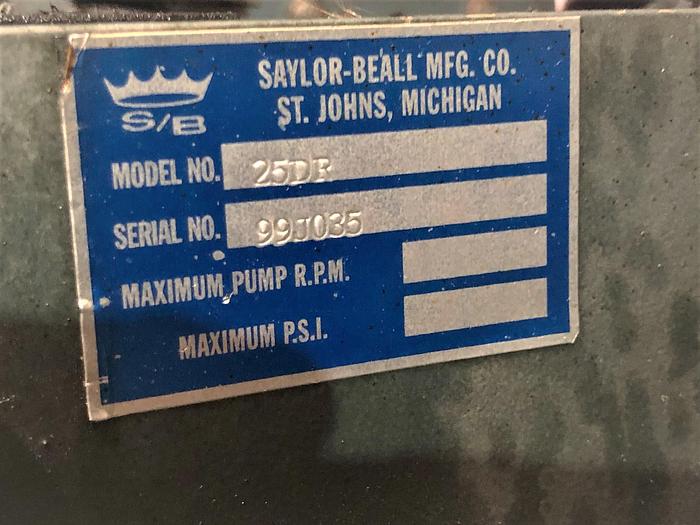 SAYLOR-BEALL MFG. CO.
ST. JOHNS, MICHIGAN
S/B
MODEL NO. 25DR
SERIAL NO. 99J035
MAXIMUM PUMP R.P.M.
MAXIMUM P.S.I.